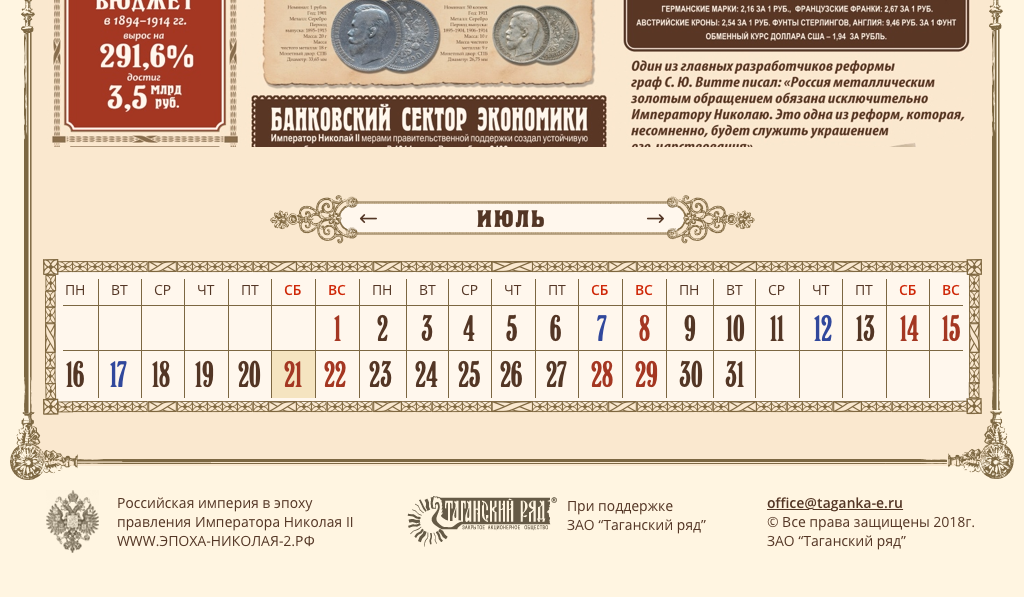 БЮДЖЕТ
в 1894–1914 гг.
вырос на
291,6%
достиг
3,5 МЛРД РУБ.
Номинал 1 рубль
Год 1902
Металл Серебро
Период
выпуска:
1895-1915
Масса 20 г
Масса
чистого металла: 18 г
Монетный двор: СПБ
Диаметр: 33,65 мм
Номинал 50 копеек
Год 1911
Металл Серебро
Период выпуска:
Масса 10 г
Масса чистого
металла: 9 г
Монетный двор: СПБ
Диаметр: 26,75 мм
ГЕРМАНСКИЕ МАРКИ: 2,16 ЗА 1 РУБ., ФРАНЦУЗСКИЕ ФРАНКИ: 2,67 ЗА 1 РУБ.
АВСТРИЙСКИЕ КРОНЫ: 2,54 ЗА 1 РУБ. ФУНТЫ СТЕРЛИНГОВ, АНГЛИЯ: 9,46 РУБ. ЗА 1 ФУНТ
ОБМЕННЫЙ КУРС ДОЛЛАРА США – 1,94 ЗА РУБЛЬ.
Один из главных разработчиков реформы
граф С. Ю. Витте писал: «Россия металлическим
золотым обращением обязана исключительно
Императору Николаю. Это одна из реформ, которая,
несомненно, будет служить украшением
его царствования»
БАНКОВСКИЙ СЕКТОР ЭКОНОМИКИ
Император Николай II мерами правительственной поддержки создал устойчивую
← ИЮЛЬ →
ПН ВТ СР ЧТ ПТ СБ ВС ПН ВТ СР ЧТ ПТ СБ ВС ПН ВТ СР ЧТ ПТ СБ ВС
1 2 3 4 5 6 7 8 9 10 11 12 13 14 15
16 17 18 19 20 21 22 23 24 25 26 27 28 29 30 31
Российская империя в эпоху
правления Императора Николая II
WWW.ЭПОХА-НИКОЛАЯ-2.РФ
ТАГАНСКИЙ РЯД®
ЗАКРЫТОЕ АКЦИОНЕРНОЕ ОБЩЕСТВО
При поддержке
ЗАО “Таганский ряд”
office@taganka-e.ru
© Все права защищены 2018г.
ЗАО “Таганский ряд”